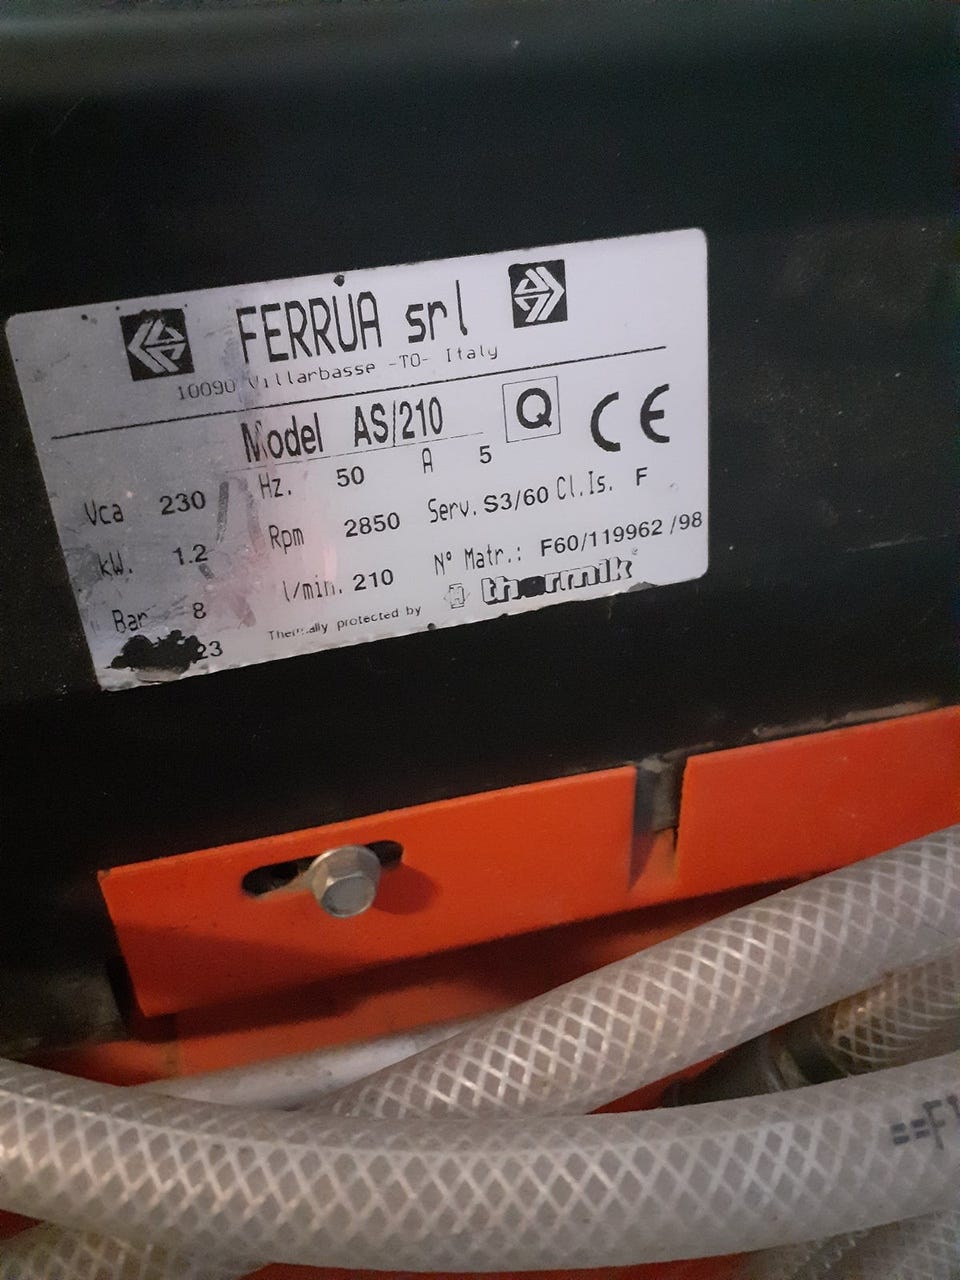 FERRUA srl
10090 Villarbasse -TO- Italy
Model AS/210 Q CE
Vca 230 Hz. 50 A 5
kW. 1.2 Rpm 2850 Serv. S3/60 Cl.Is. F
Bar 8 l/min. 210 N° Matr.: F60/119962 /98
23 Thermally protected by thermik
==F